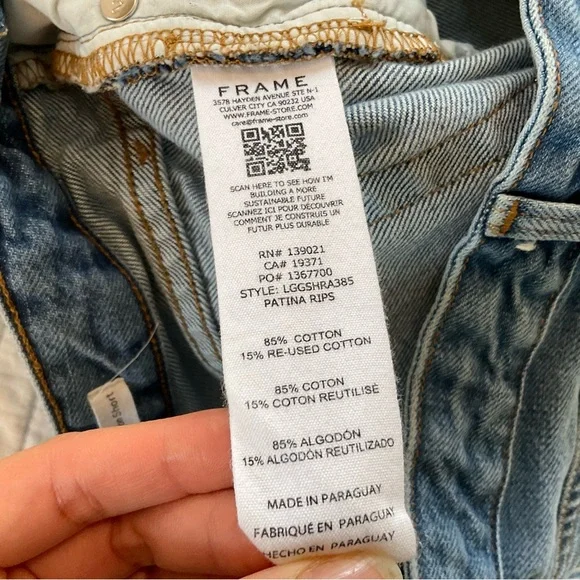 FRAME
3578 HAYDEN AVENUE STE N-1
CULVER CITY CA 90232 USA
WWW.FRAME-STORE.COM
care@frame-store.com
SCAN HERE TO SEE HOW I'M
BUILDING A MORE
SUSTAINABLE FUTURE
SCANNEZ ICI POUR DÉCOUVRIR
COMMENT JE CONSTRUIS UN
FUTUR PLUS DURABLE
RN# 139021
CA# 19371
PO# 1367700
STYLE: LGGSHRA385
PATINA RIPS
85% COTTON
15% RE-USED COTTON
85% COTON
15% COTON REUTILISÉ
85% ALGODÓN
15% ALGODÓN REUTILIZADO
MADE IN PARAGUAY
FABRIQUÉ EN PARAGUAY
HECHO EN PARAGUAY
Short